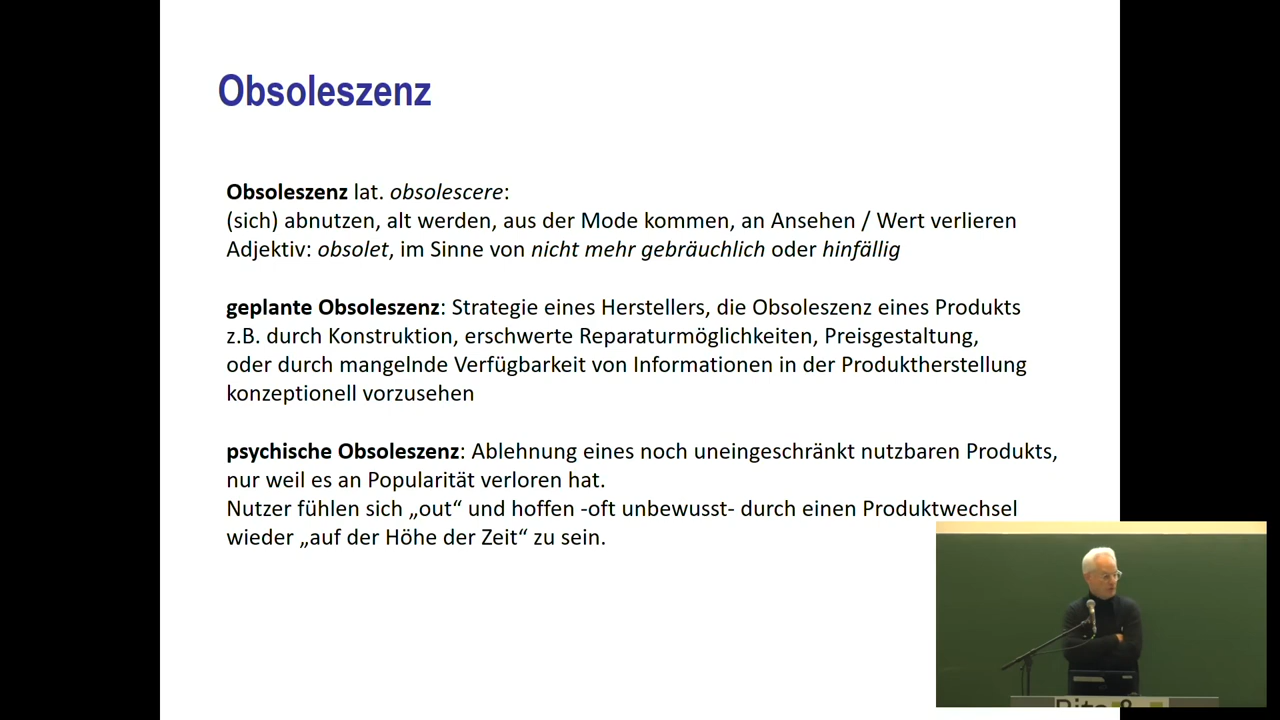 Obsoleszenz
Obsoleszenz lat. obsolescere:
(sich) abnutzen, alt werden, aus der Mode kommen, an Ansehen / Wert verlieren
Adjektiv: obsolet, im Sinne von nicht mehr gebräuchlich oder hinfällig
geplante Obsoleszenz: Strategie eines Herstellers, die Obsoleszenz eines Produkts
z.B. durch Konstruktion, erschwerte Reparaturmöglichkeiten, Preisgestaltung,
oder durch mangelnde Verfügbarkeit von Informationen in der Produktherstellung
konzeptionell vorzusehen
psychische Obsoleszenz: Ablehnung eines noch uneingeschränkt nutzbaren Produkts,
nur weil es an Popularität verloren hat.
Nutzer fühlen sich „out“ und hoffen -oft unbewusst- durch einen Produktwechsel
wieder „auf der Höhe der Zeit“ zu sein.